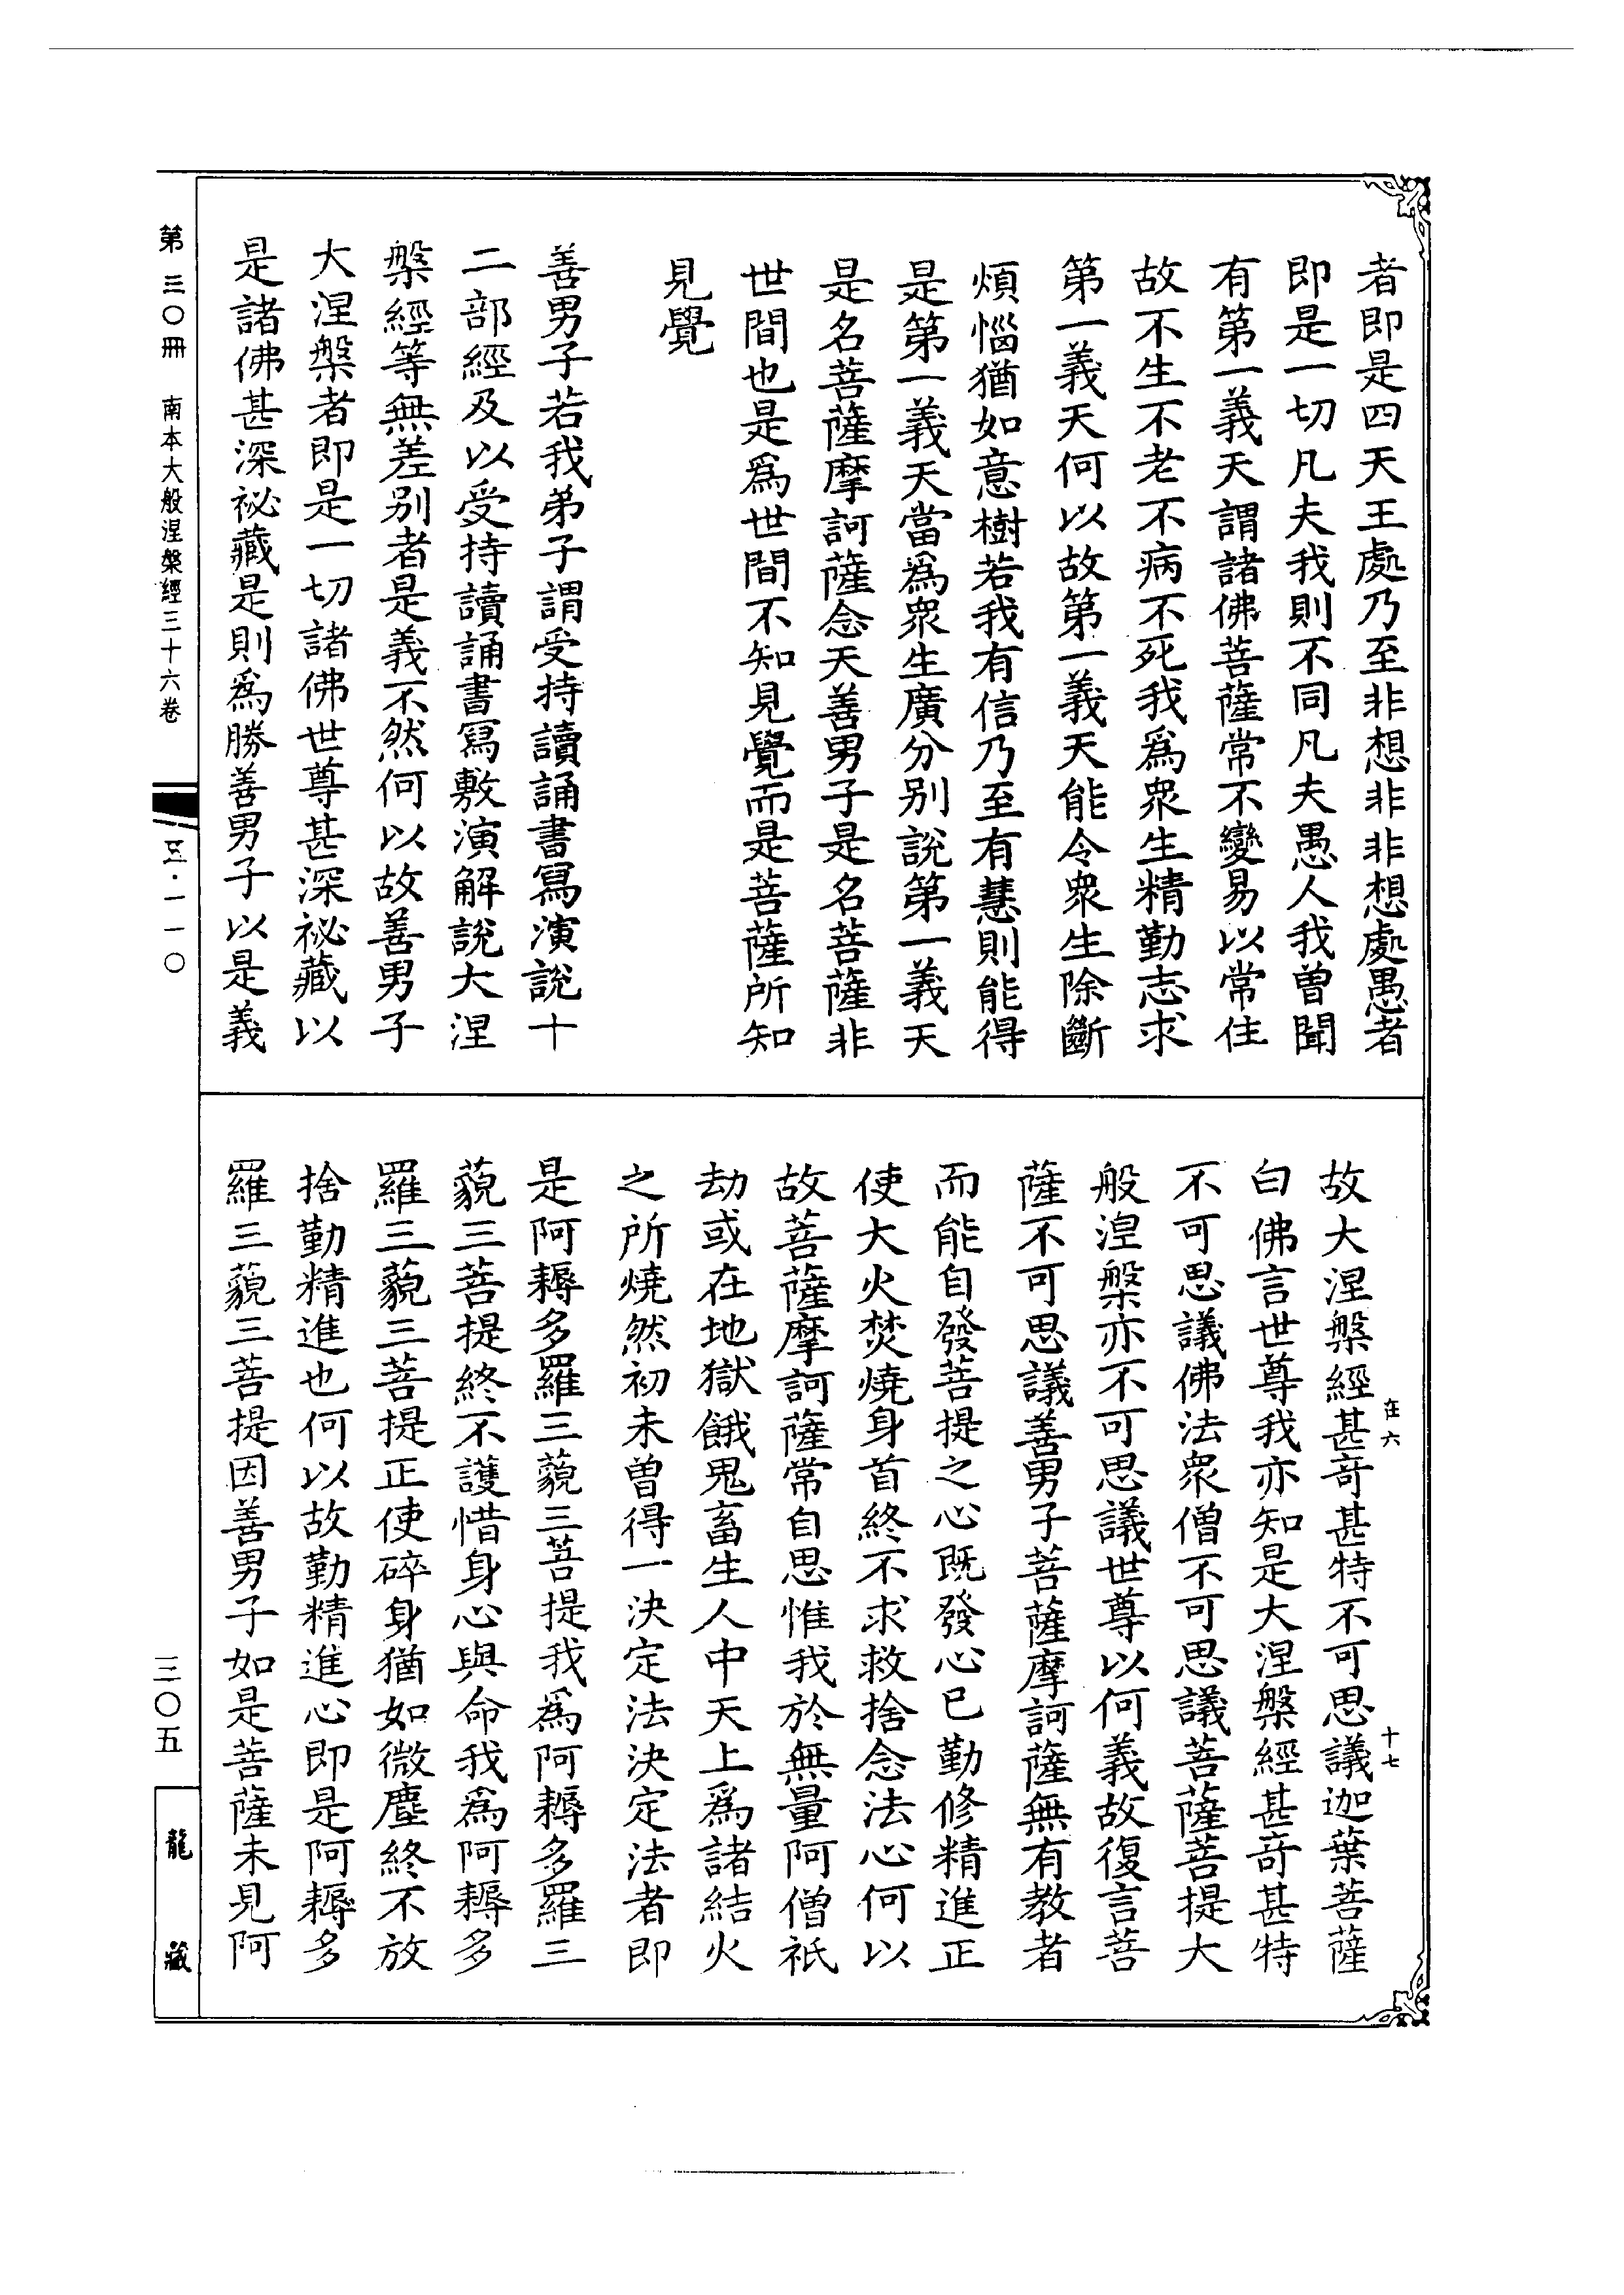 者即是四天王處乃至非想非非想處愚者
即是一切凡夫我則不同凡夫愚人我曾聞
有第一義天謂諸佛菩薩常不變易以常住
故不生不老不病不死我爲衆生精勤志求
第一義天何以故第一義天能令衆生除斷
煩惱猶如意樹若我有信乃至有慧則能得
是第一義天當爲衆生廣分別說第一義天
是名菩薩摩訶薩念天善男子是名菩薩非
世間也是爲世間不知見覺而是菩薩所知
見覺
善男子若我弟子謂受持讀誦書寫演說十
二部經及以受持讀誦書寫敷演解說大涅
槃經等無差別者是義不然何以故善男子
大涅槃者即是一切諸佛世尊甚深祕藏以
是諸佛甚深祕藏是則爲勝善男子以是義
故大涅槃經甚奇甚特不可思議迦葉菩薩
白佛言世尊我亦知是大涅槃經甚奇甚特
不可思議佛法衆僧不可思議菩薩菩提大
般涅槃亦不可思議世尊以何義故復言菩
薩不可思議善男子菩薩摩訶薩無有教者
而能自發菩提之心既發心已勤修精進正
使大火焚燒身首終不求救捨念法心何以
故菩薩摩訶薩常自思惟我於無量阿僧祇
劫或在地獄餓鬼畜生人中天上爲諸結火
之所燒然初未曾得一決定法決定法者即
是阿耨多羅三藐三菩提我爲阿耨多羅三
藐三菩提終不護惜身心與命我爲阿耨多
羅三藐三菩提正使碎身猶如微塵終不放
捨勤精進也何以故勤精進心即是阿耨多
羅三藐三菩提因善男子如是菩薩未見阿
在六
十七
第三〇冊 南本大般涅槃經三十六卷
五·一一〇
三〇五
龍藏